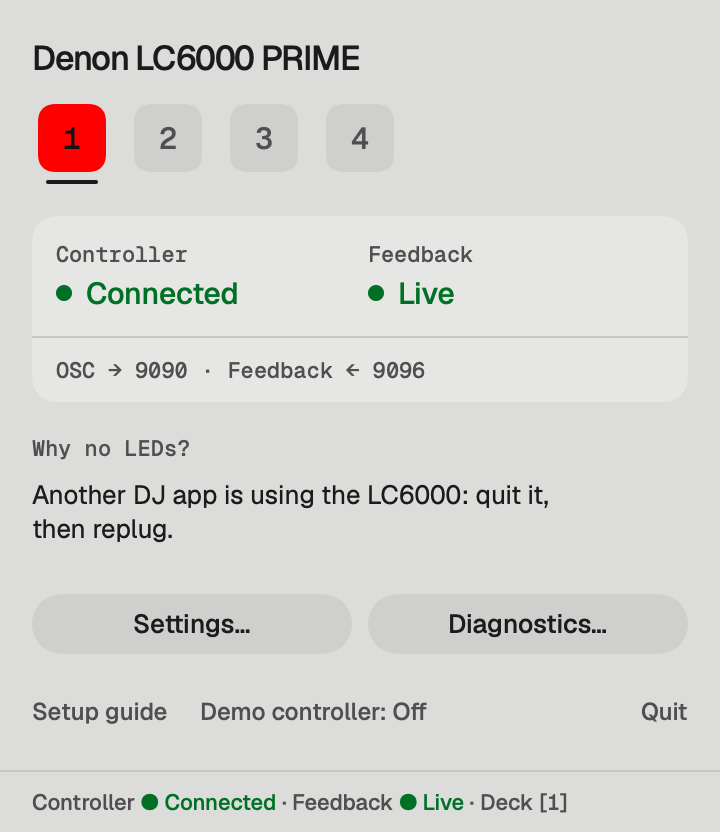 Denon LC6000 PRIME
1 2 3 4
Controller Feedback
Connected Live
OSC → 9090 · Feedback ← 9096
Why no LEDs?
Another DJ app is using the LC6000: quit it,
then replug.
Settings... Diagnostics...
Setup guide Demo controller: Off Quit
Controller ● Connected · Feedback ● Live · Deck [1]